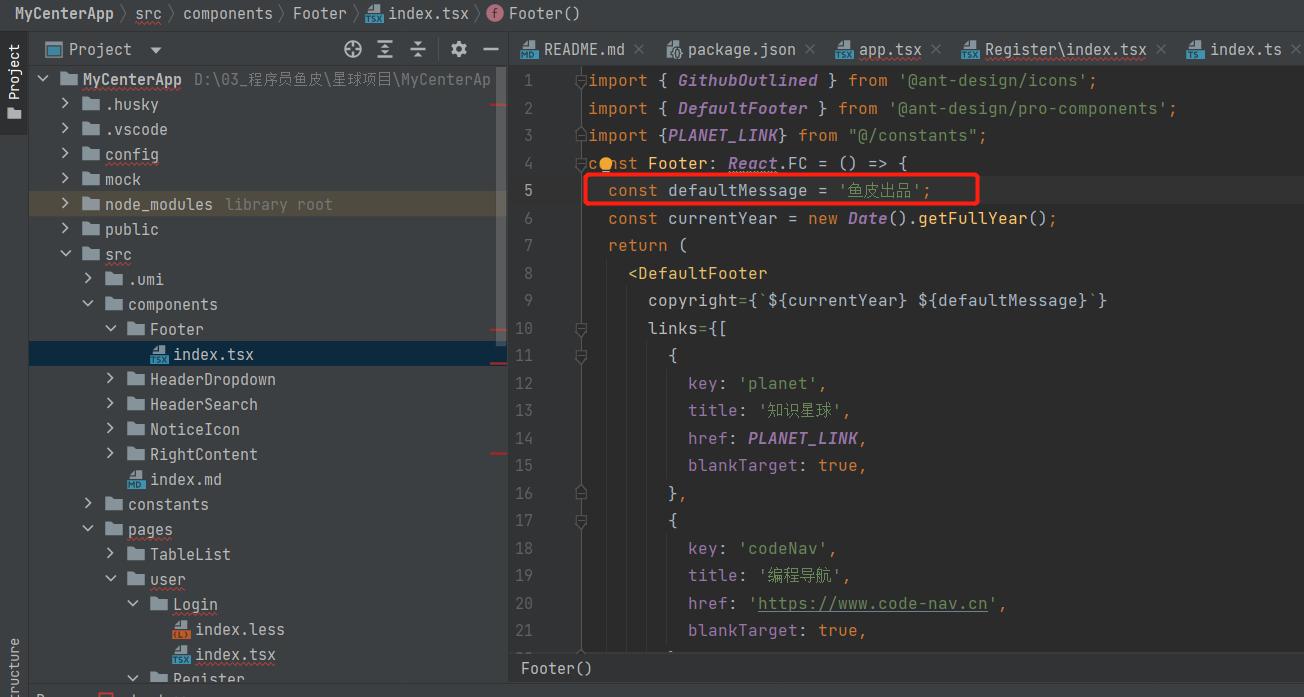 MyCenterApp src components Footer index.tsx Footer()
Project
Project
README.md package.json app.tsx Register\index.tsx index.ts
MyCenterApp D:\03_程序员鱼皮\星球项目\MyCenterAp
.husky
.vscode
config
mock
node_modules library root
public
src
.umi
components
Footer
index.tsx
HeaderDropdown
HeaderSearch
NoticeIcon
RightContent
index.md
constants
pages
TableList
user
Login
index.less
index.tsx
Register
1 import { GithubOutlined } from '@ant-design/icons';
2 import { DefaultFooter } from '@ant-design/pro-components';
3 import {PLANET_LINK} from "@/constants";
4 const Footer: React.FC = () => {
5 const defaultMessage = '鱼皮出品';
6 const currentYear = new Date().getFullYear();
7 return (
8 <DefaultFooter
9 copyright={`${currentYear} ${defaultMessage}`}
10 links={[
11 {
12 key: 'planet',
13 title: '知识星球',
14 href: PLANET_LINK,
15 blankTarget: true,
16 },
17 {
18 key: 'codeNav',
19 title: '编程导航',
20 href: 'https://www.code-nav.cn',
21 blankTarget: true,
Footer()
ructure